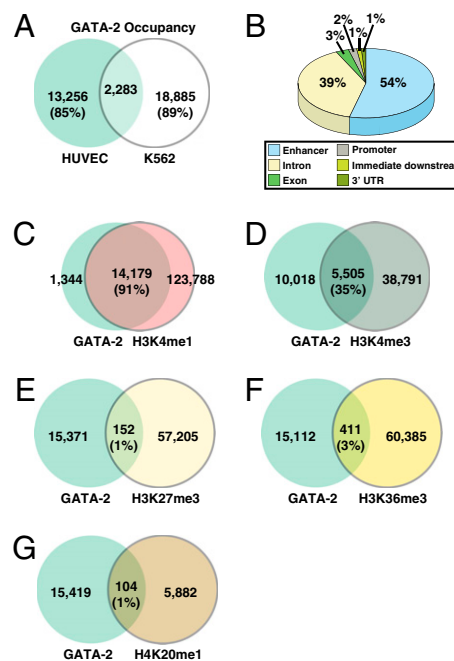 A
GATA-2 Occupancy
13,256
(85%)
2,283
18,885
(89%)
HUVEC
K562
B
2%
1%
3%
1%
39%
54%
Enhancer
Promoter
Intron
Immediate downstrea
Exon
3' UTR
C
1,344
14,179
(91%)
123,788
GATA-2
H3K4me1
D
10,018
5,505
(35%)
38,791
GATA-2
H3K4me3
E
15,371
152
(1%)
57,205
GATA-2
H3K27me3
F
15,112
411
(3%)
60,385
GATA-2
H3K36me3
G
15,419
104
(1%)
5,882
GATA-2
H4K20me1